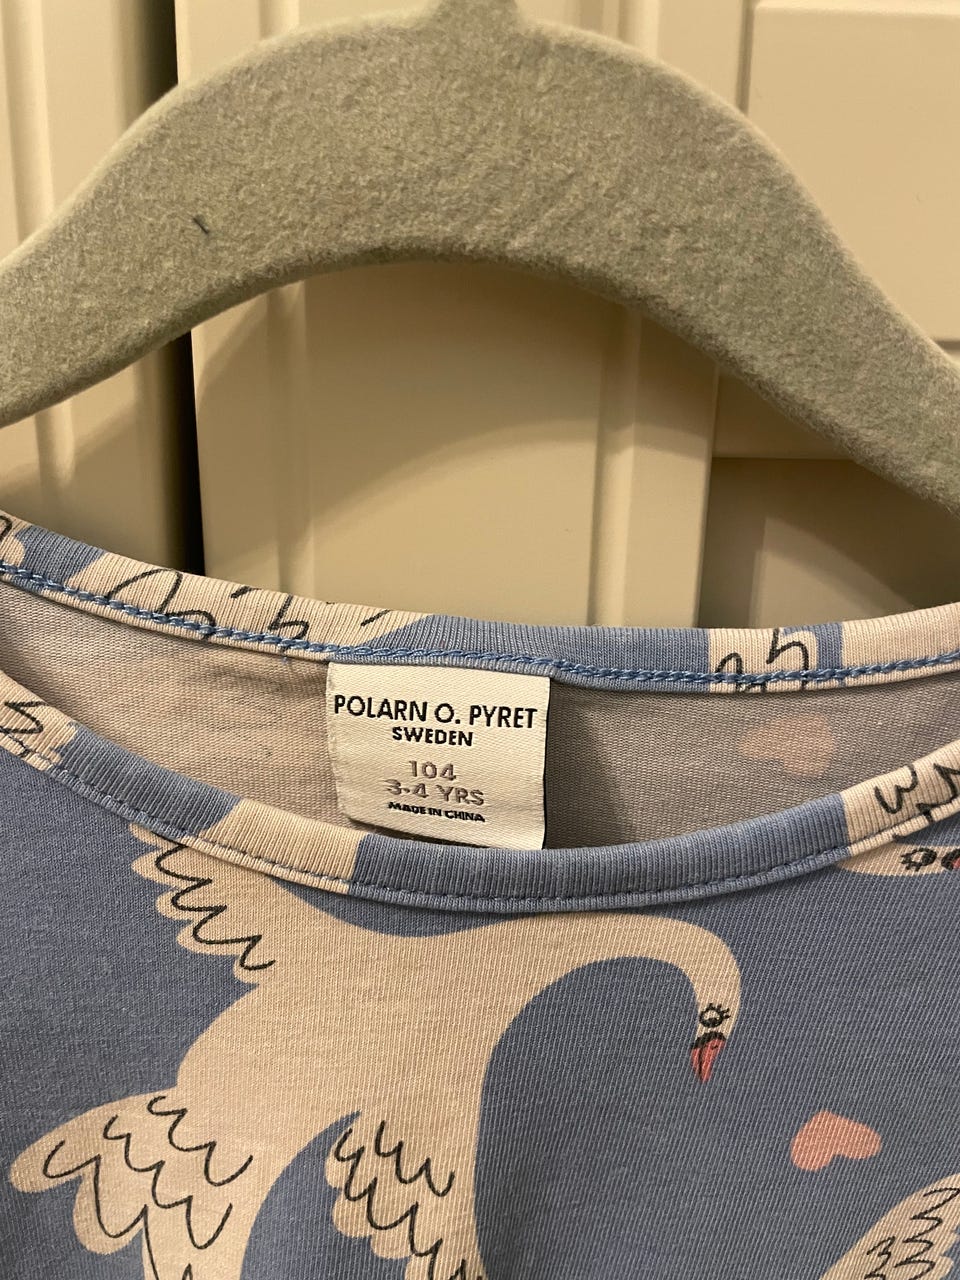 POLARN O. PYRET
SWEDEN
104
3-4 YRS
MADE IN CHINA